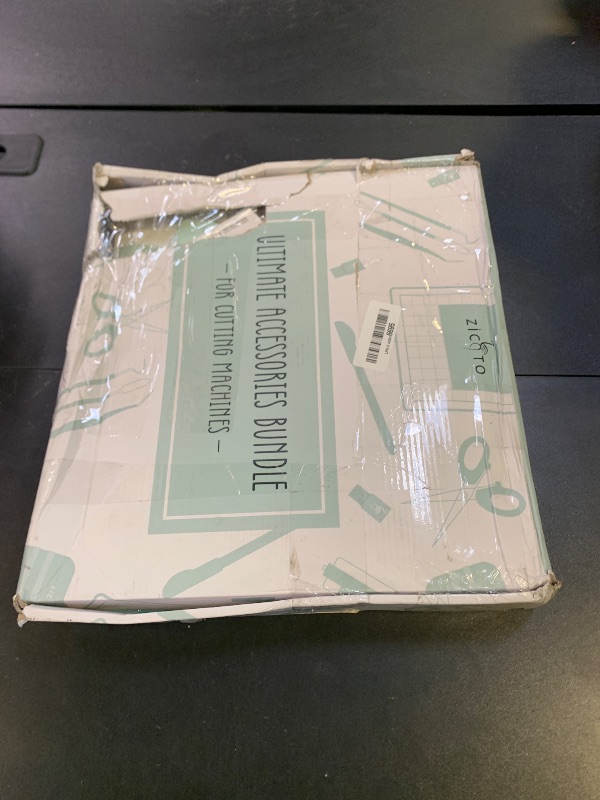 zicoto
ULTIMATE ACCESSORIES BUNDLE
— FOR CUTTING MACHINES —